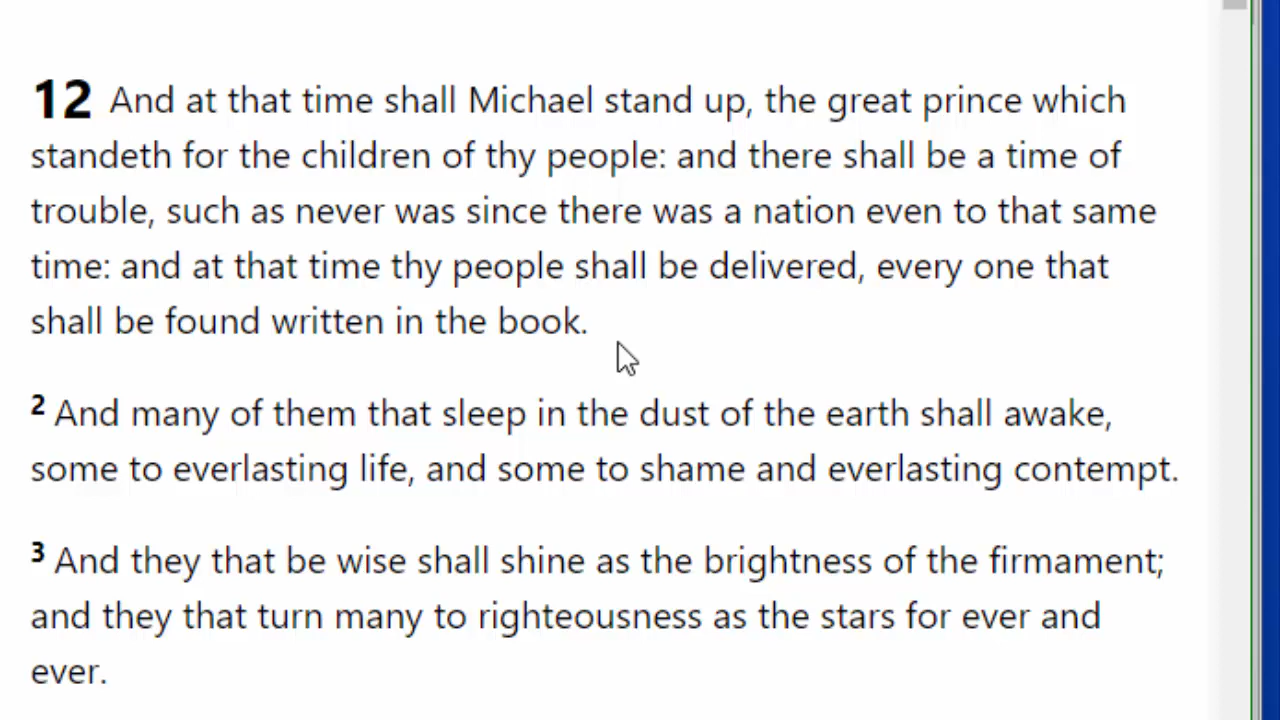 12 And at that time shall Michael stand up, the great prince which
standeth for the children of thy people: and there shall be a time of
trouble, such as never was since there was a nation even to that same
time: and at that time thy people shall be delivered, every one that
shall be found written in the book.
2 And many of them that sleep in the dust of the earth shall awake,
some to everlasting life, and some to shame and everlasting contempt.
3 And they that be wise shall shine as the brightness of the firmament;
and they that turn many to righteousness as the stars for ever and
ever.